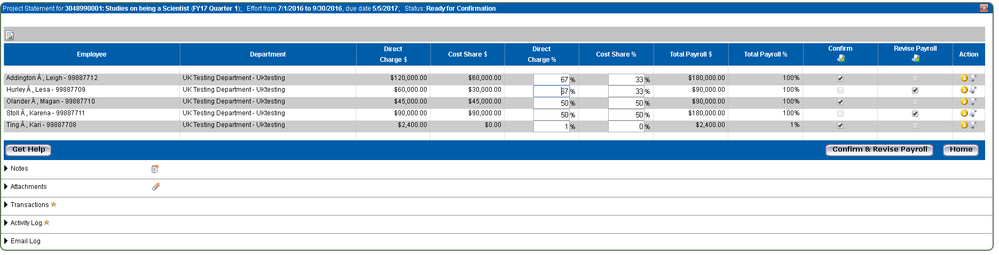 Project Statement for 3048990001: Studies on being a Scientist (FY17 Quarter 1); Effort from 7/1/2016 to 9/30/2016, due date 5/5/2017; Status: Ready for Confirmation
Employee Department Direct Charge $ Cost Share $ Direct Charge % Cost Share % Total Payroll $ Total Payroll % Confirm Revise Payroll Action
Addington Â , Leigh - 99887712 UK Testing Department - UKtesting $120,000.00 $60,000.00 67 % 33 % $180,000.00 100%
Hurley Â , Lesa - 99887709 UK Testing Department - UKtesting $60,000.00 $30,000.00 67 % 33 % $90,000.00 100%
Olander Â , Magan - 99887710 UK Testing Department - UKtesting $45,000.00 $45,000.00 50 % 50 % $90,000.00 100%
Stoll Â , Karena - 99887711 UK Testing Department - UKtesting $90,000.00 $90,000.00 50 % 50 % $180,000.00 100%
Ting Â , Kari - 99887708 UK Testing Department - UKtesting $2,400.00 $0.00 1 % 0 % $2,400.00 1%
Get Help Confirm & Revise Payroll Home
Notes
Attachments
Transactions
Activity Log
Email Log